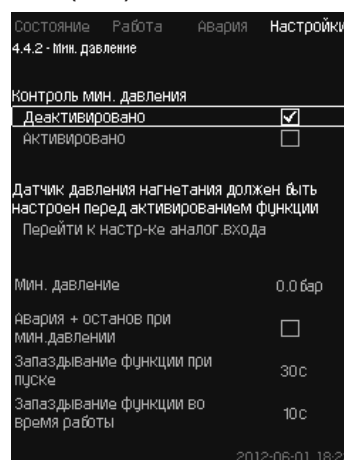 Состояние Работа Авария Настройки
4.4.2 - Мин. давление
Контроль мин. давления
Деактивировано
Активировано
Датчик давления нагнетания должен быть
настроен перед активированием функции
Перейти к настр-ке аналог.входа
Мин. давление 0.0 бар
Авария + останов при
мин.давлении
Запаздывание функции при
пуске 30с
Запаздывание функции во
время работы 10с
2012-06-01 18:2